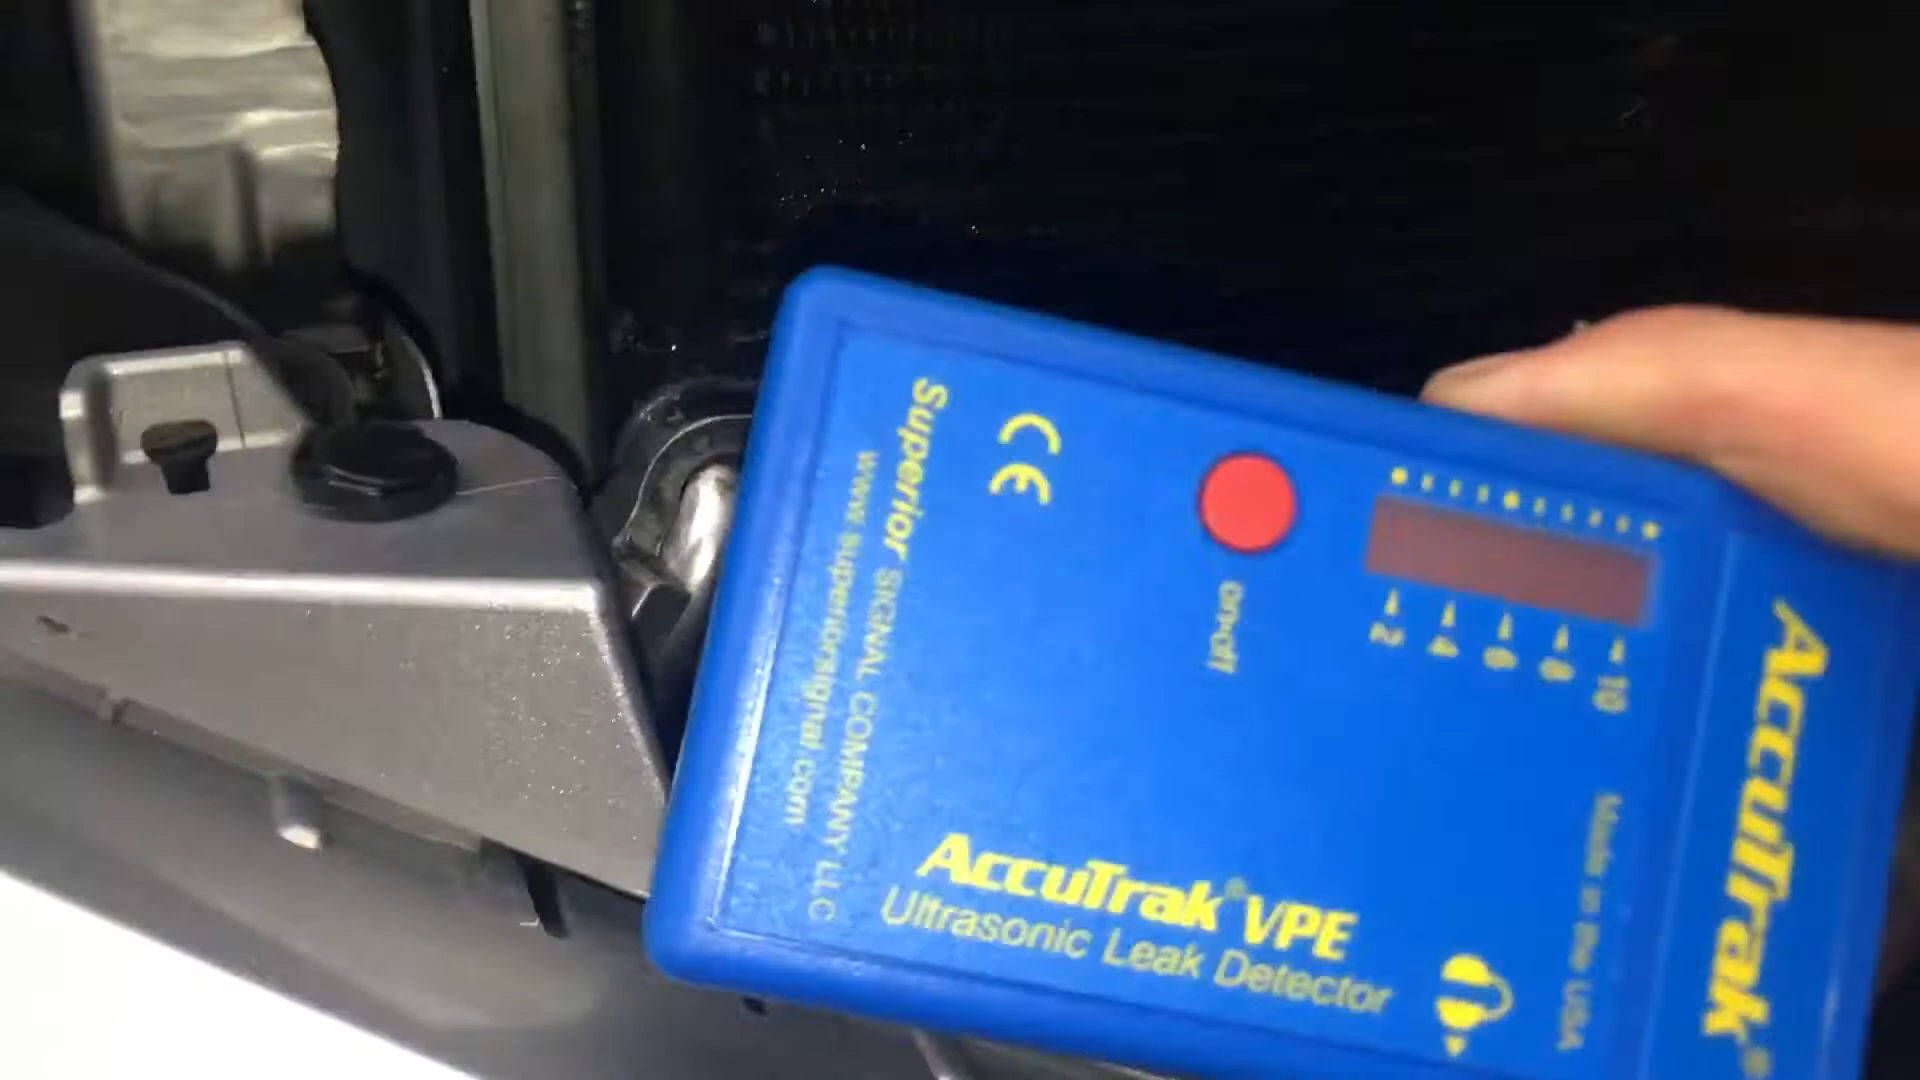 Superior SIGNAL COMPANY LLC
www.superiorsignal.com
CE
on-off
2 4 6 8 10
AccuTrak® VPE
Ultrasonic Leak Detector
Made in the USA
AccuTrak®